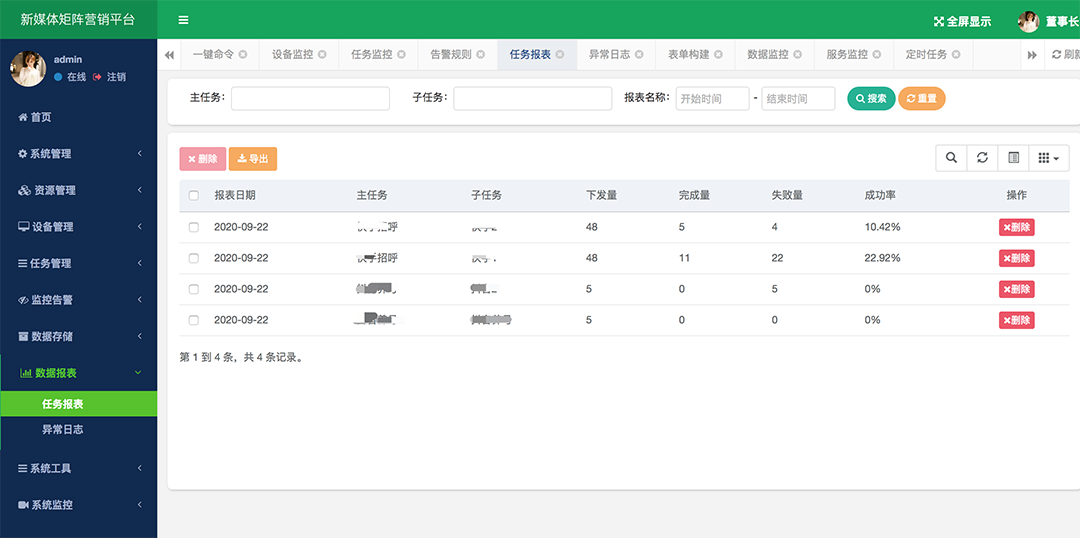 新媒体矩阵营销平台
全屏显示
董事长
admin
在线 注销
首页
系统管理
资源管理
设备管理
任务管理
监控告警
数据存储
数据报表
任务报表
异常日志
系统工具
系统监控
一键命令 设备监控 任务监控 告警规则 任务报表 异常日志 表单构建 数据监控 服务监控 定时任务 刷新
主任务： 子任务： 报表名称： 开始时间 - 结束时间 搜索 重置
删除 导出
报表日期 主任务 子任务 下发量 完成量 失败量 成功率 操作
2020-09-22 招呼 48 5 4 10.42% 删除
2020-09-22 招呼 48 11 22 22.92% 删除
2020-09-22 5 0 5 0% 删除
2020-09-22 5 0 0 0% 删除
第 1 到 4 条，共 4 条记录。